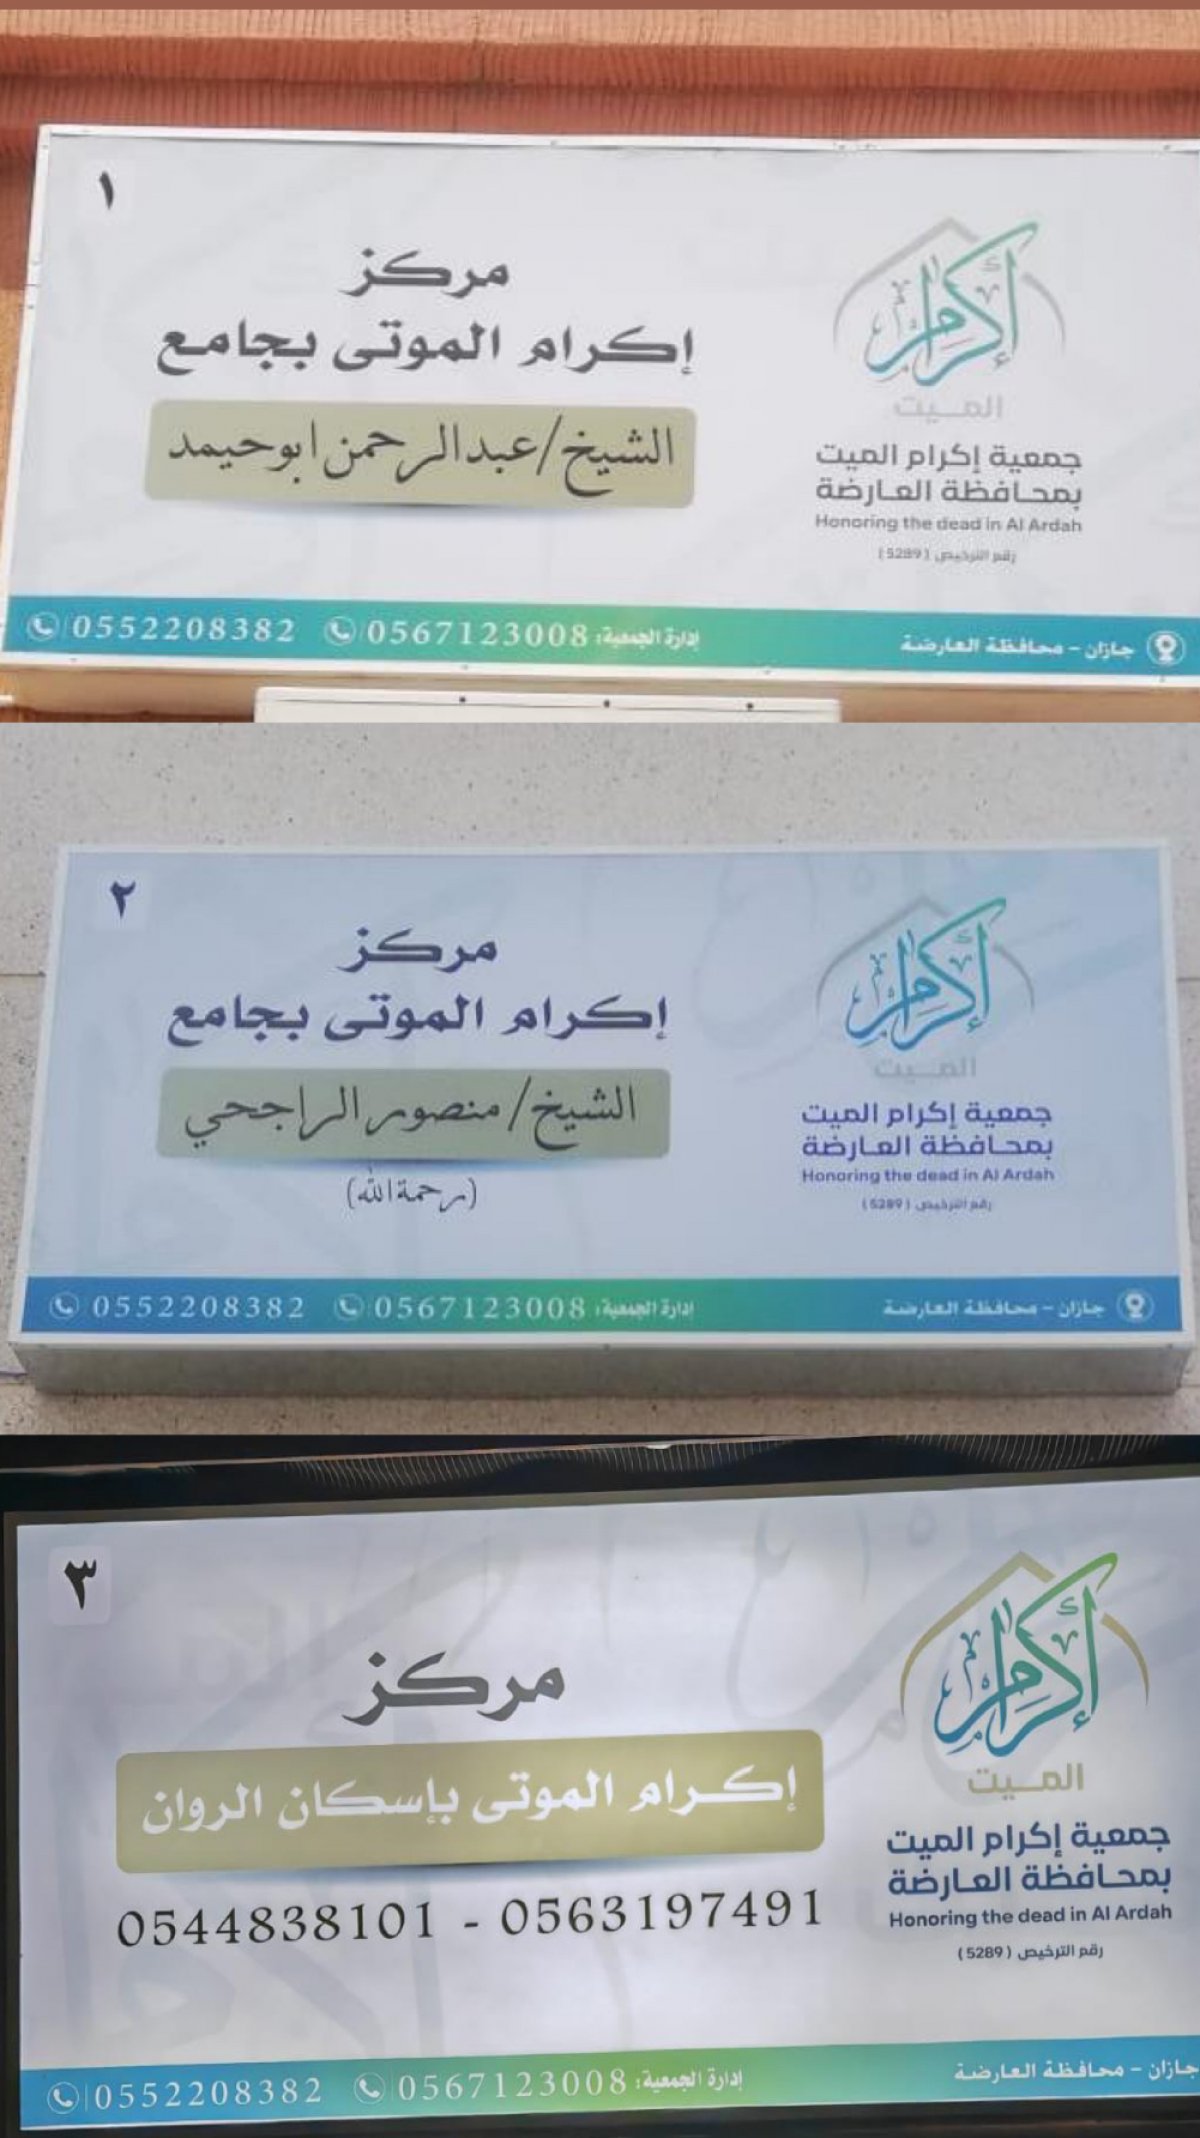 ١
مركز
إكرام الموتى بجامع
الشيخ/عبدالرحمن ابوحيمد
إكرام
الميت
جمعية إكرام الميت
بمحافظة العارضة
Honoring the dead in Al Ardah
رقم الترخيص (5289)
جازان - محافظة العارضة
إدارة الجمعية: 0567123008 0552208382
٢
مركز
إكرام الموتى بجامع
الشيخ/ منصور الراجحي
(رحمة الله)
إكرام
الميت
جمعية إكرام الميت
بمحافظة العارضة
Honoring the dead in Al Ardah
رقم الترخيص (5289)
جازان - محافظة العارضة
إدارة الجمعية: 0567123008 0552208382
٣
مركز
إكرام الموتى بإسكان الروان
0544838101 - 0563197491
إكرام
الميت
جمعية إكرام الميت
بمحافظة العارضة
Honoring the dead in Al Ardah
رقم الترخيص (5289)
جازان - محافظة العارضة
إدارة الجمعية: 0567123008 0552208382